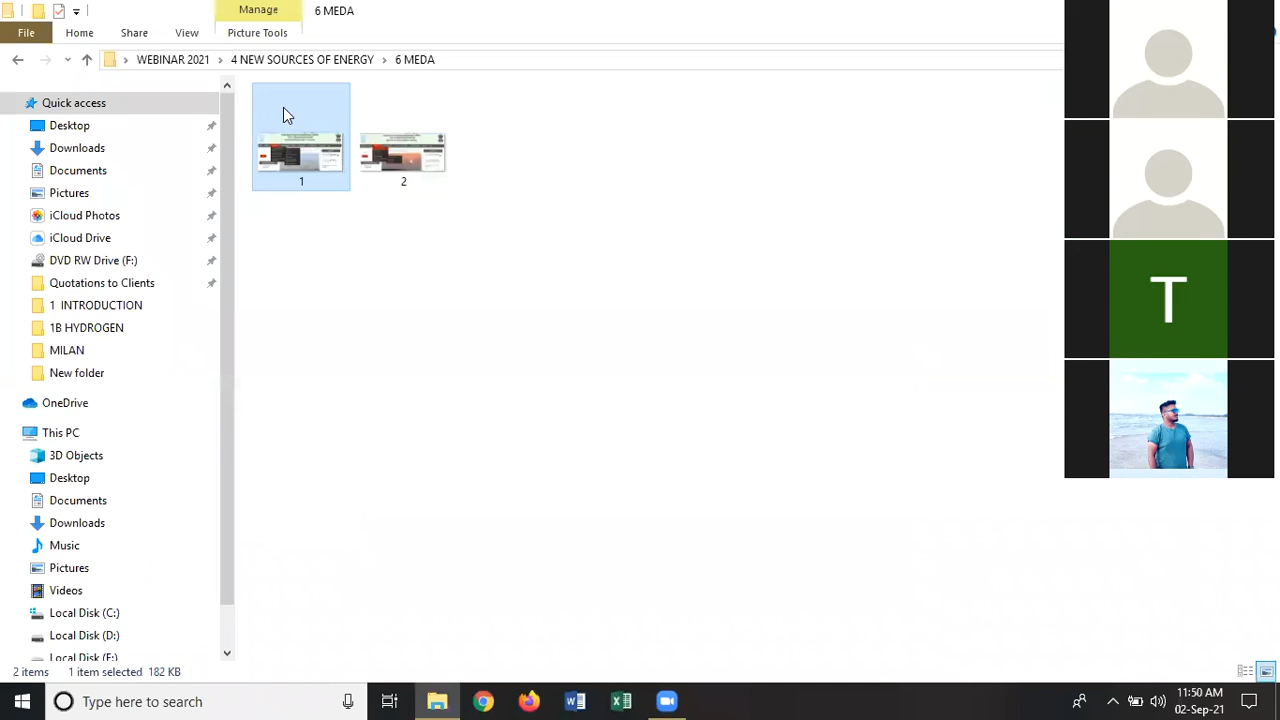 Manage
6 MEDA
File
Home
Share
View
Picture Tools
WEBINAR 2021
4 NEW SOURCES OF ENERGY
6 MEDA
Quick access
Desktop
Downloads
Documents
Pictures
iCloud Photos
iCloud Drive
DVD RW Drive (F:)
Quotations to Clients
1 INTRODUCTION
1B HYDROGEN
MILAN
New folder
OneDrive
This PC
3D Objects
Desktop
Documents
Downloads
Music
Pictures
Videos
Local Disk (C:)
Local Disk (D:)
Local Disk (E:)
1
2
T
2 items
1 item selected 182 KB
Type here to search
11:50 AM
02-Sep-21